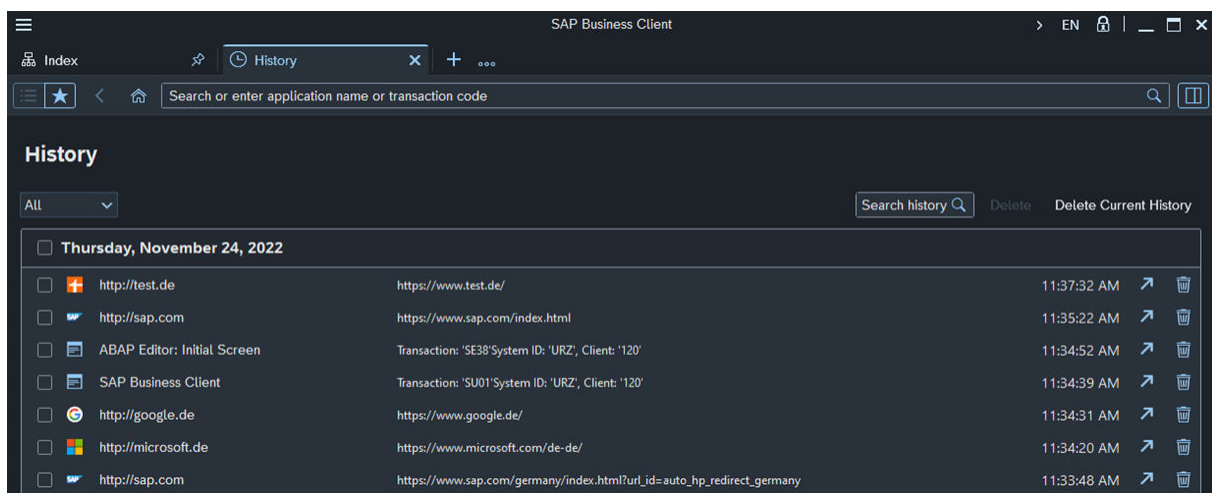 SAP Business Client
EN
Index
History
Search or enter application name or transaction code
History
All
Search history
Delete
Delete Current History
Thursday, November 24, 2022
http://test.de https://www.test.de/ 11:37:32 AM
SAP http://sap.com https://www.sap.com/index.html 11:35:22 AM
ABAP Editor: Initial Screen Transaction: 'SE38'System ID: 'URZ', Client: '120' 11:34:52 AM
SAP Business Client Transaction: 'SU01'System ID: 'URZ', Client: '120' 11:34:39 AM
http://google.de https://www.google.de/ 11:34:31 AM
http://microsoft.de https://www.microsoft.com/de-de/ 11:34:20 AM
SAP http://sap.com https://www.sap.com/germany/index.html?url_id=auto_hp_redirect_germany 11:33:48 AM